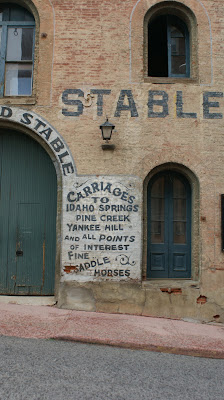 & STABLE
D STABLE
CARRIAGES
TO
IDAHO SPRINGS
PINE CREEK
YANKEE HILL
AND ALL POINTS
OF INTEREST
FINE
SADDLE
HORSES